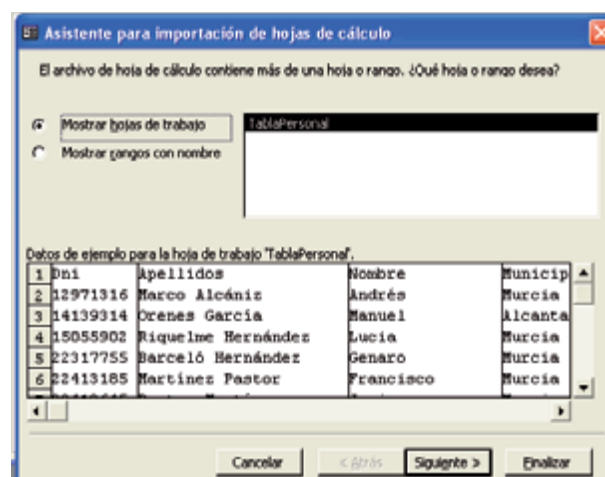 Asistente para importación de hojas de cálculo
El archivo de hoja de cálculo contiene más de una hoja o rango. ¿Qué hoja o rango desea?
Mostrar hojas de trabajo
TablaPersonal
Mostrar rangos con nombre
Datos de ejemplo para la hoja de trabajo 'TablaPersonal'.
1 Dni Apellidos Nombre Municip
2 12971316 Marco Alcániz Andrés Murcia
3 14139314 Orenes García Manuel Alcanta
4 15055902 Riquelme Hernández Lucia Murcia
5 22317755 Barceló Hernández Genaro Murcia
6 22413185 Martínez Pastor Francisco Murcia
Cancelar < Atrás Siguiente > Finalizar